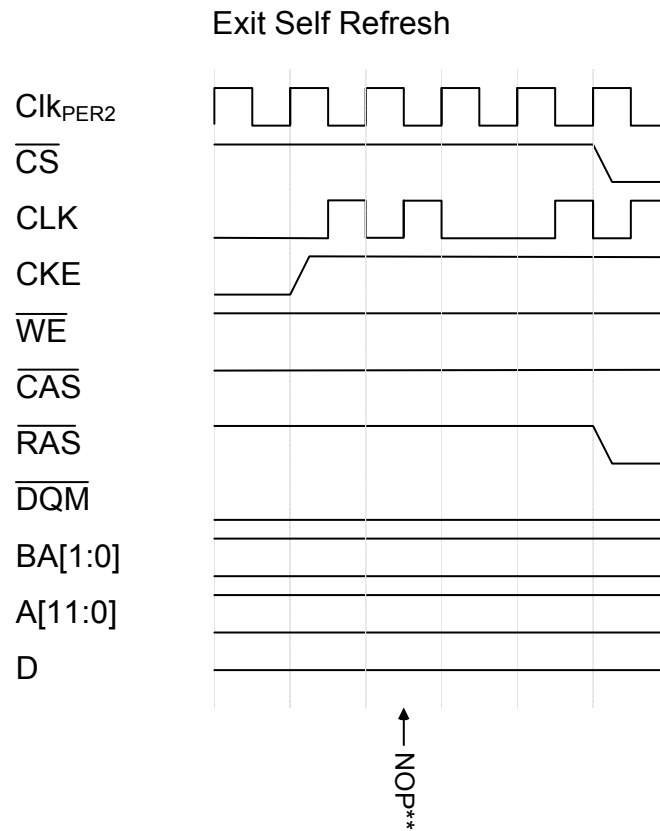 Exit Self Refresh
ClkPER2
CS
CLK
CKE
WE
CAS
RAS
DQM
BA[1:0]
A[11:0]
D
NOP**